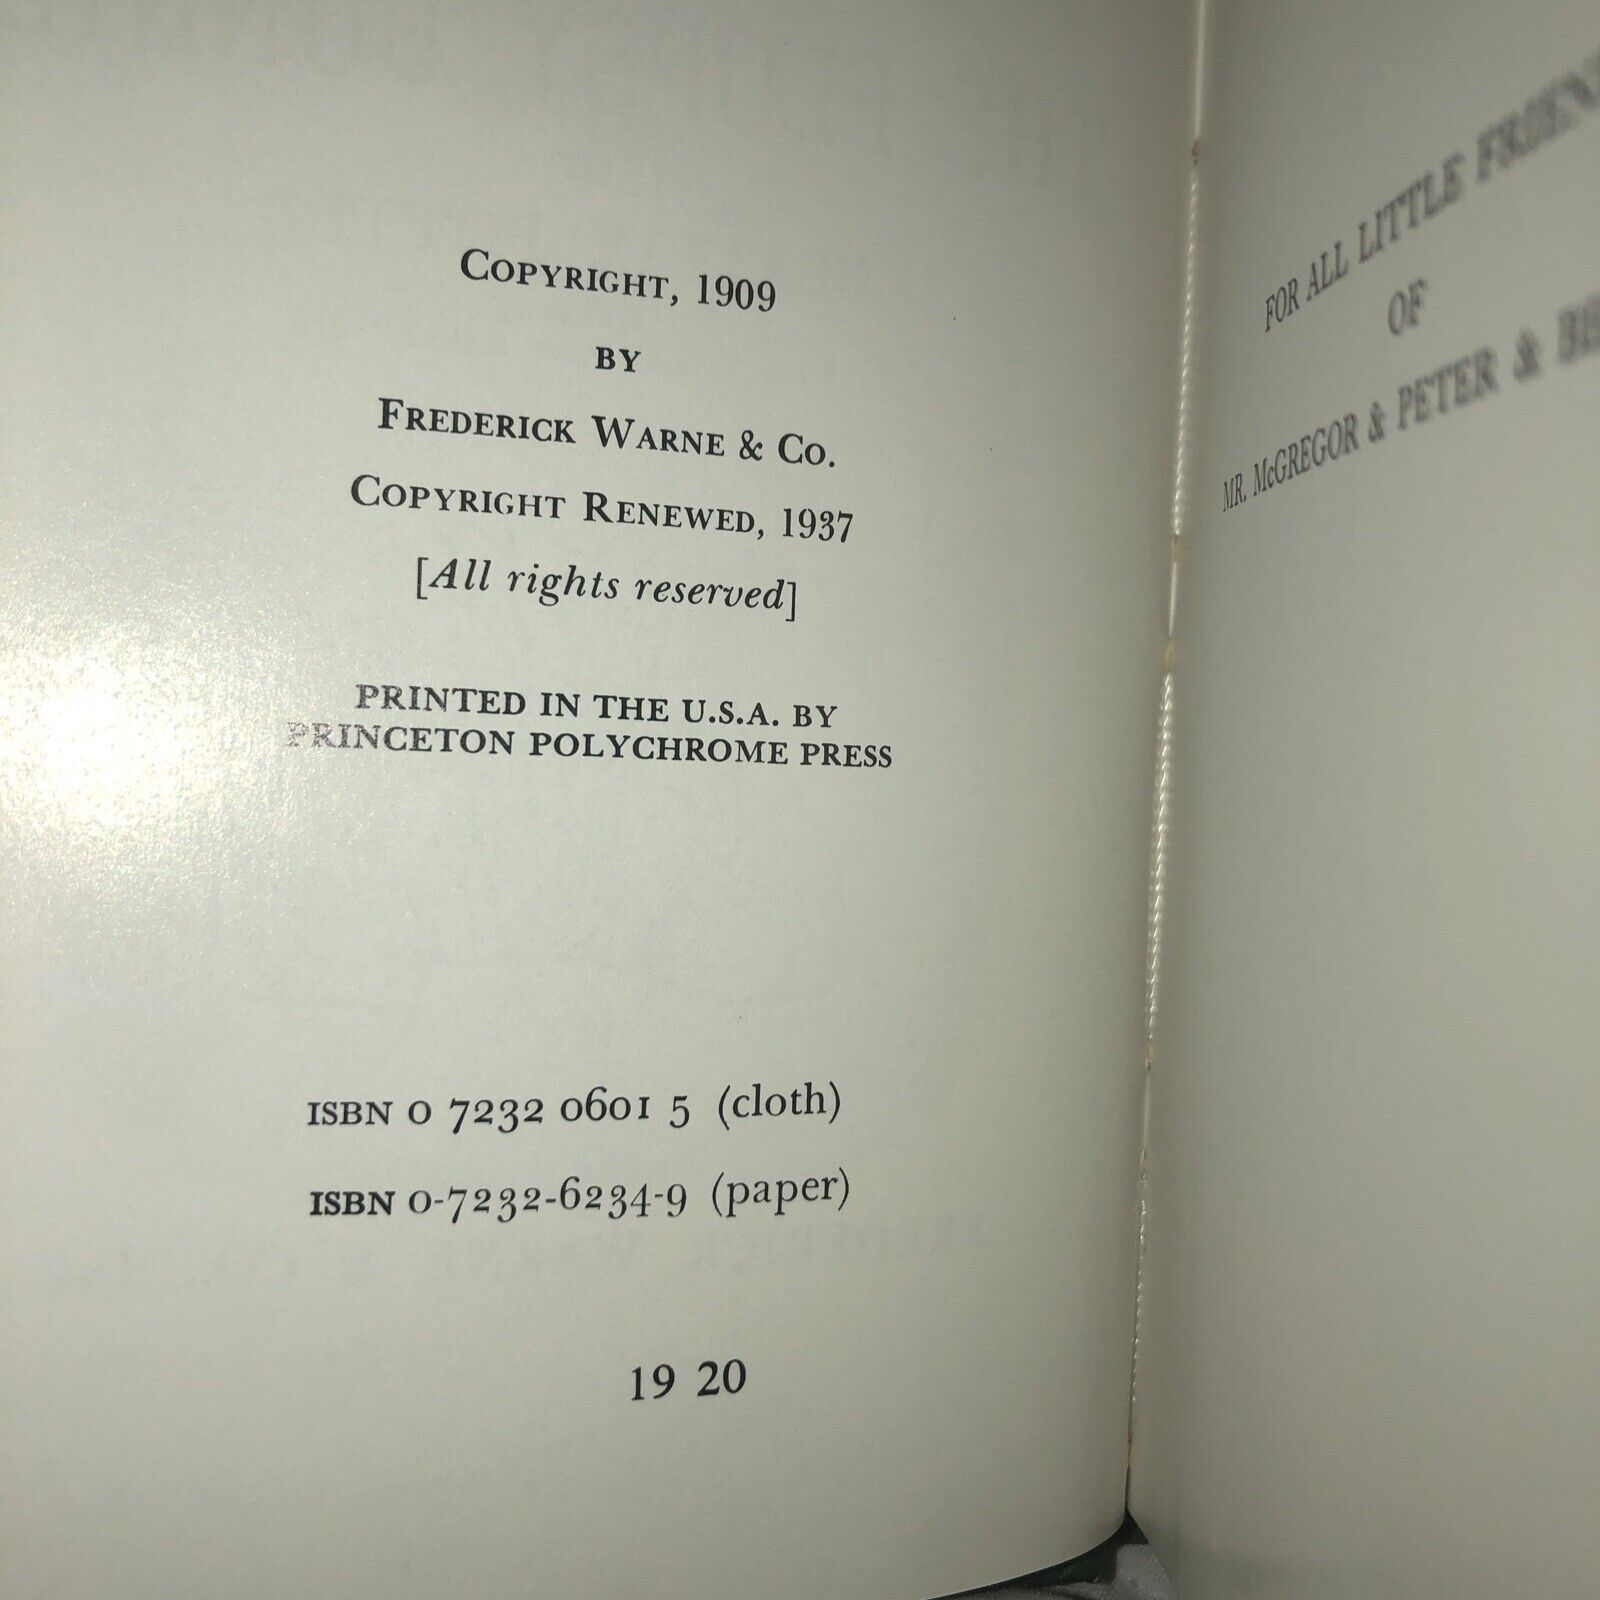 COPYRIGHT, 1909
BY
FREDERICK WARNE & CO.
COPYRIGHT RENEWED, 1937
[All rights reserved]
PRINTED IN THE U.S.A. BY
PRINCETON POLYCHROME PRESS
ISBN 0 7232 0601 5 (cloth)
ISBN 0-7232-6234-9 (paper)
19 20
FOR ALL LITTLE
OF
MR. McGREGOR & PETER &